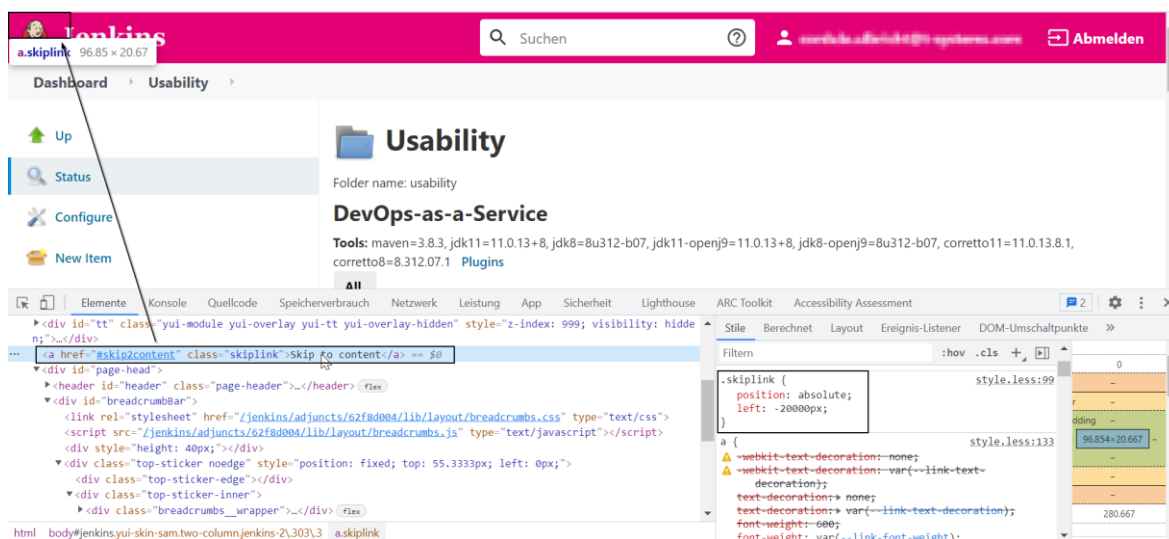 Jenkins
Suchen
Abmelden
a.skiplink 96.85 × 20.67
Dashboard Usability
Up
Status
Configure
New Item
Usability
Folder name: usability
DevOps-as-a-Service
Tools: maven=3.8.3, jdk11=11.0.13+8, jdk8=8u312-b07, jdk11-openj9=11.0.13+8, jdk8-openj9=8u312-b07, corretto11=11.0.13.8.1,
corretto8=8.312.07.1 Plugins
All
Elemente Konsole Quellcode Speicherverbrauch Netzwerk Leistung App Sicherheit Lighthouse ARC Toolkit Accessibility Assessment 2
<div id="tt" class="yui-module yui-overlay yui-tt yui-overlay-hidden" style="z-index: 999; visibility: hidde
n;">…</div>
<a href="#skip2content" class="skiplink">Skip to content</a> == $0
<div id="page-head">
<header id="header" class="page-header">…</header> flex
<div id="breadcrumbBar">
<link rel="stylesheet" href="/jenkins/adjuncts/62f8d004/lib/layout/breadcrumbs.css" type="text/css">
<script src="/jenkins/adjuncts/62f8d004/lib/layout/breadcrumbs.js" type="text/javascript"></script>
<div style="height: 40px;"></div>
<div class="top-sticker noedge" style="position: fixed; top: 55.3333px; left: 0px;">
<div class="top-sticker-edge"></div>
<div class="top-sticker-inner">
<div class="breadcrumbs__wrapper">…</div> flex
html body#jenkins.yui-skin-sam.two-column.jenkins-2\,303\,3 a.skiplink
Stile Berechnet Layout Ereignis-Listener DOM-Umschaltpunkte »
Filtern :hov .cls +
.skiplink { style.less:99
position: absolute;
left: -20000px;
}
a { style.less:133
-webkit-text-decoration: none;
-webkit-text-decoration: var(--link-text-
decoration);
text-decoration: none;
text-decoration: var(--link-text-decoration);
font-weight: 600;
font-weight: var(--link-font-weight);
0
–
r –
dding –
96.854×20.667 –
–
–
280.667